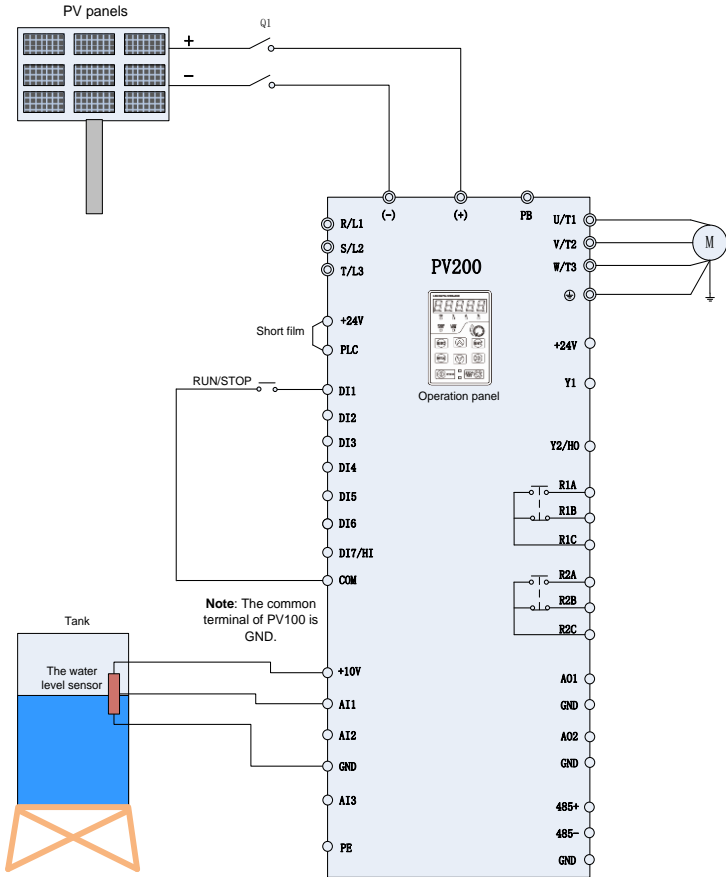 PV panels
Q1
+
−
(-)
(+)
PB
R/L1
S/L2
T/L3
PV200
U/T1
V/T2
W/T3
M
Short film
+24V
PLC
Operation panel
+24V
Y1
RUN/STOP
DI1
DI2
DI3
DI4
DI5
DI6
DI7/HI
COM
Y2/HO
R1A
R1B
R1C
R2A
R2B
R2C
Note: The common
terminal of PV100 is
GND.
Tank
The water
level sensor
+10V
AI1
AI2
GND
AI3
PE
AO1
GND
AO2
GND
485+
485-
GND